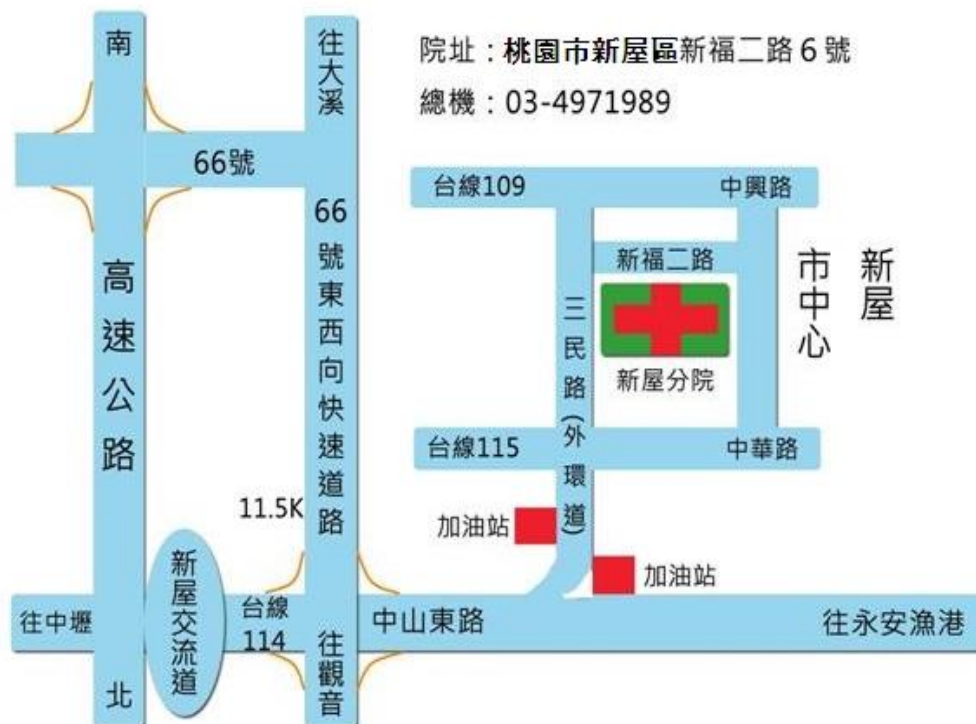 院址：桃園市新屋區新福二路6號
總機：03-4971989
南
高速公路
北
往大溪
66號
66號東西向快速道路
往觀音
11.5K
台線109
中興路
新福二路
新屋分院
新屋
市中心
三民路(外環道)
台線115
中華路
加油站
加油站
往中壢
新屋交流道
台線
114
中山東路
往永安漁港